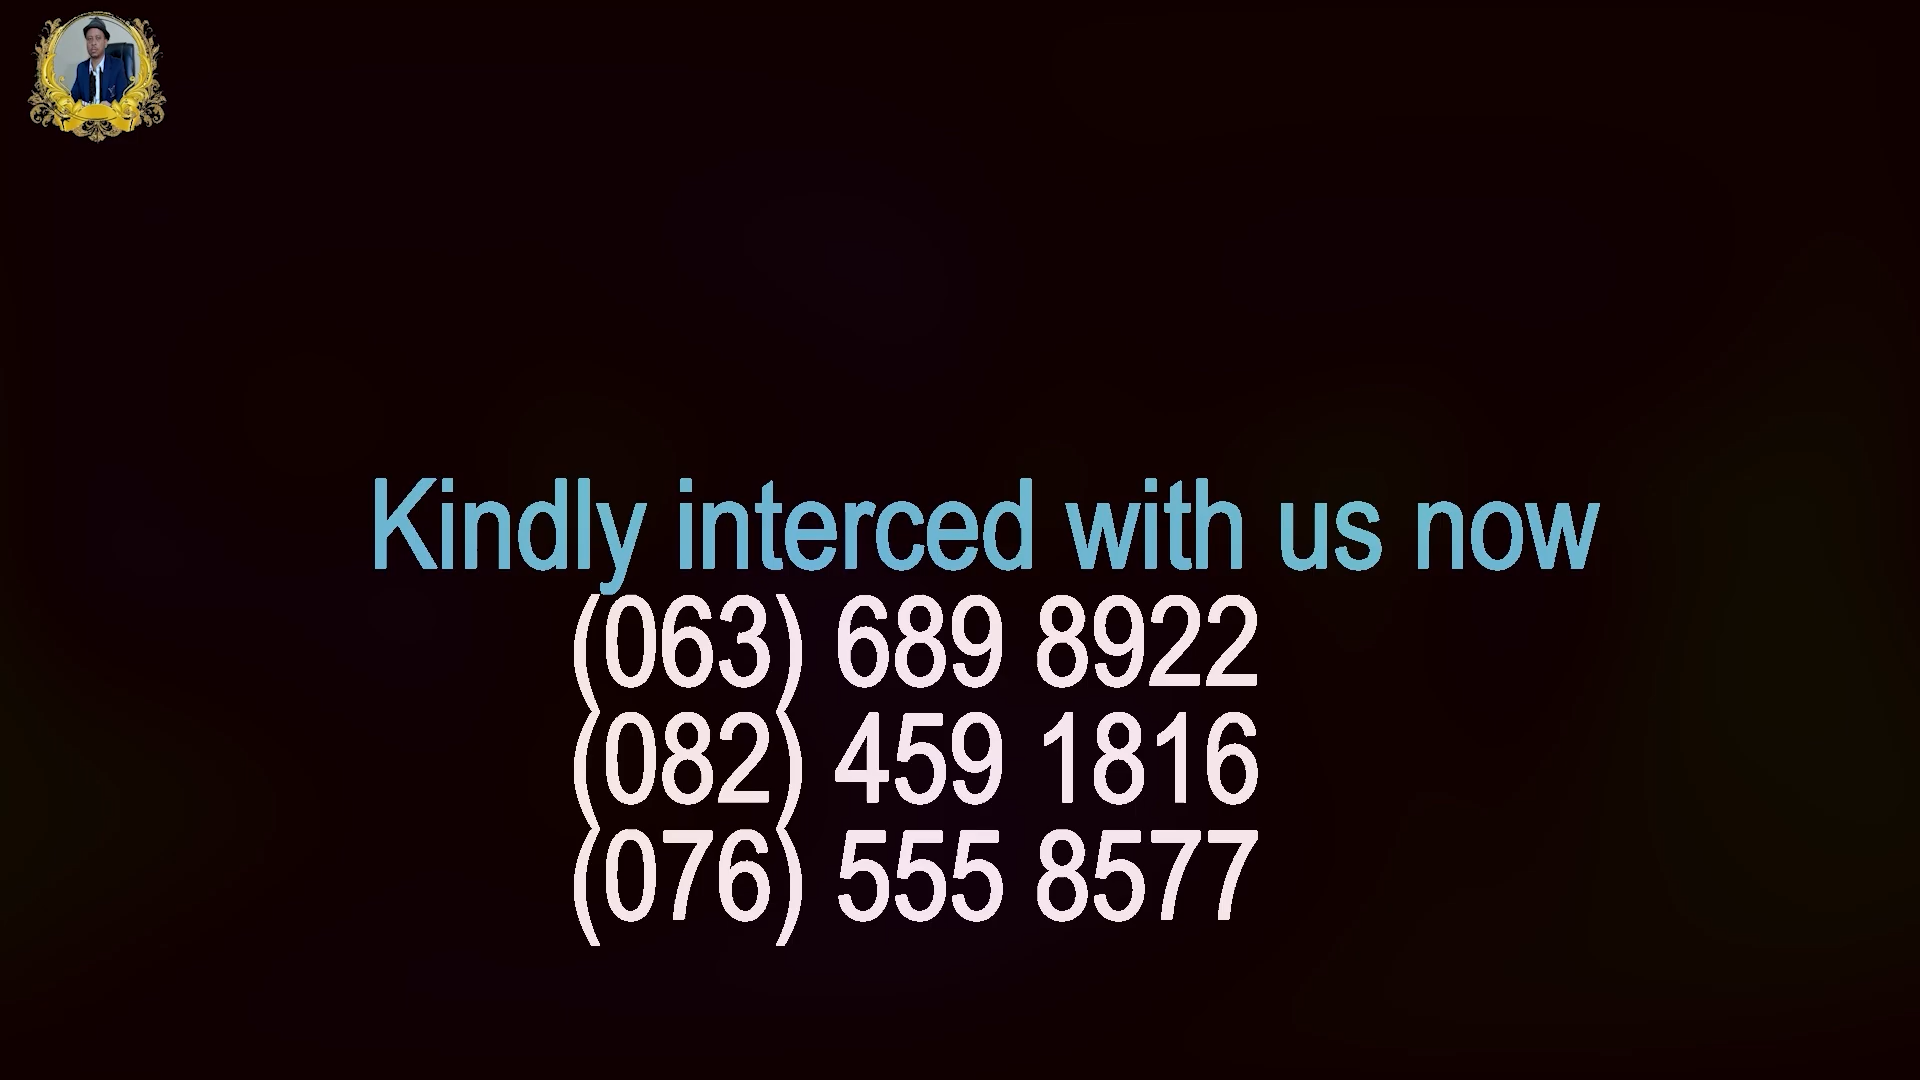 Kindly interced with us now
(063) 689 8922
(082) 459 1816
(076) 555 8577